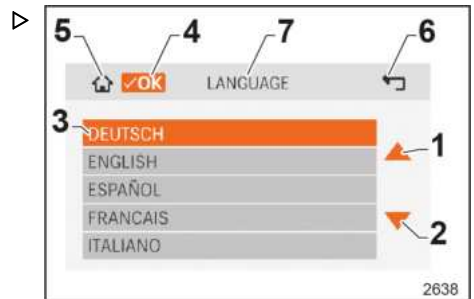 5 4 7 6
✓OK LANGUAGE
3 DEUTSCH
1
ENGLISH
ESPAÑOL
FRANCAIS
2
ITALIANO
2638